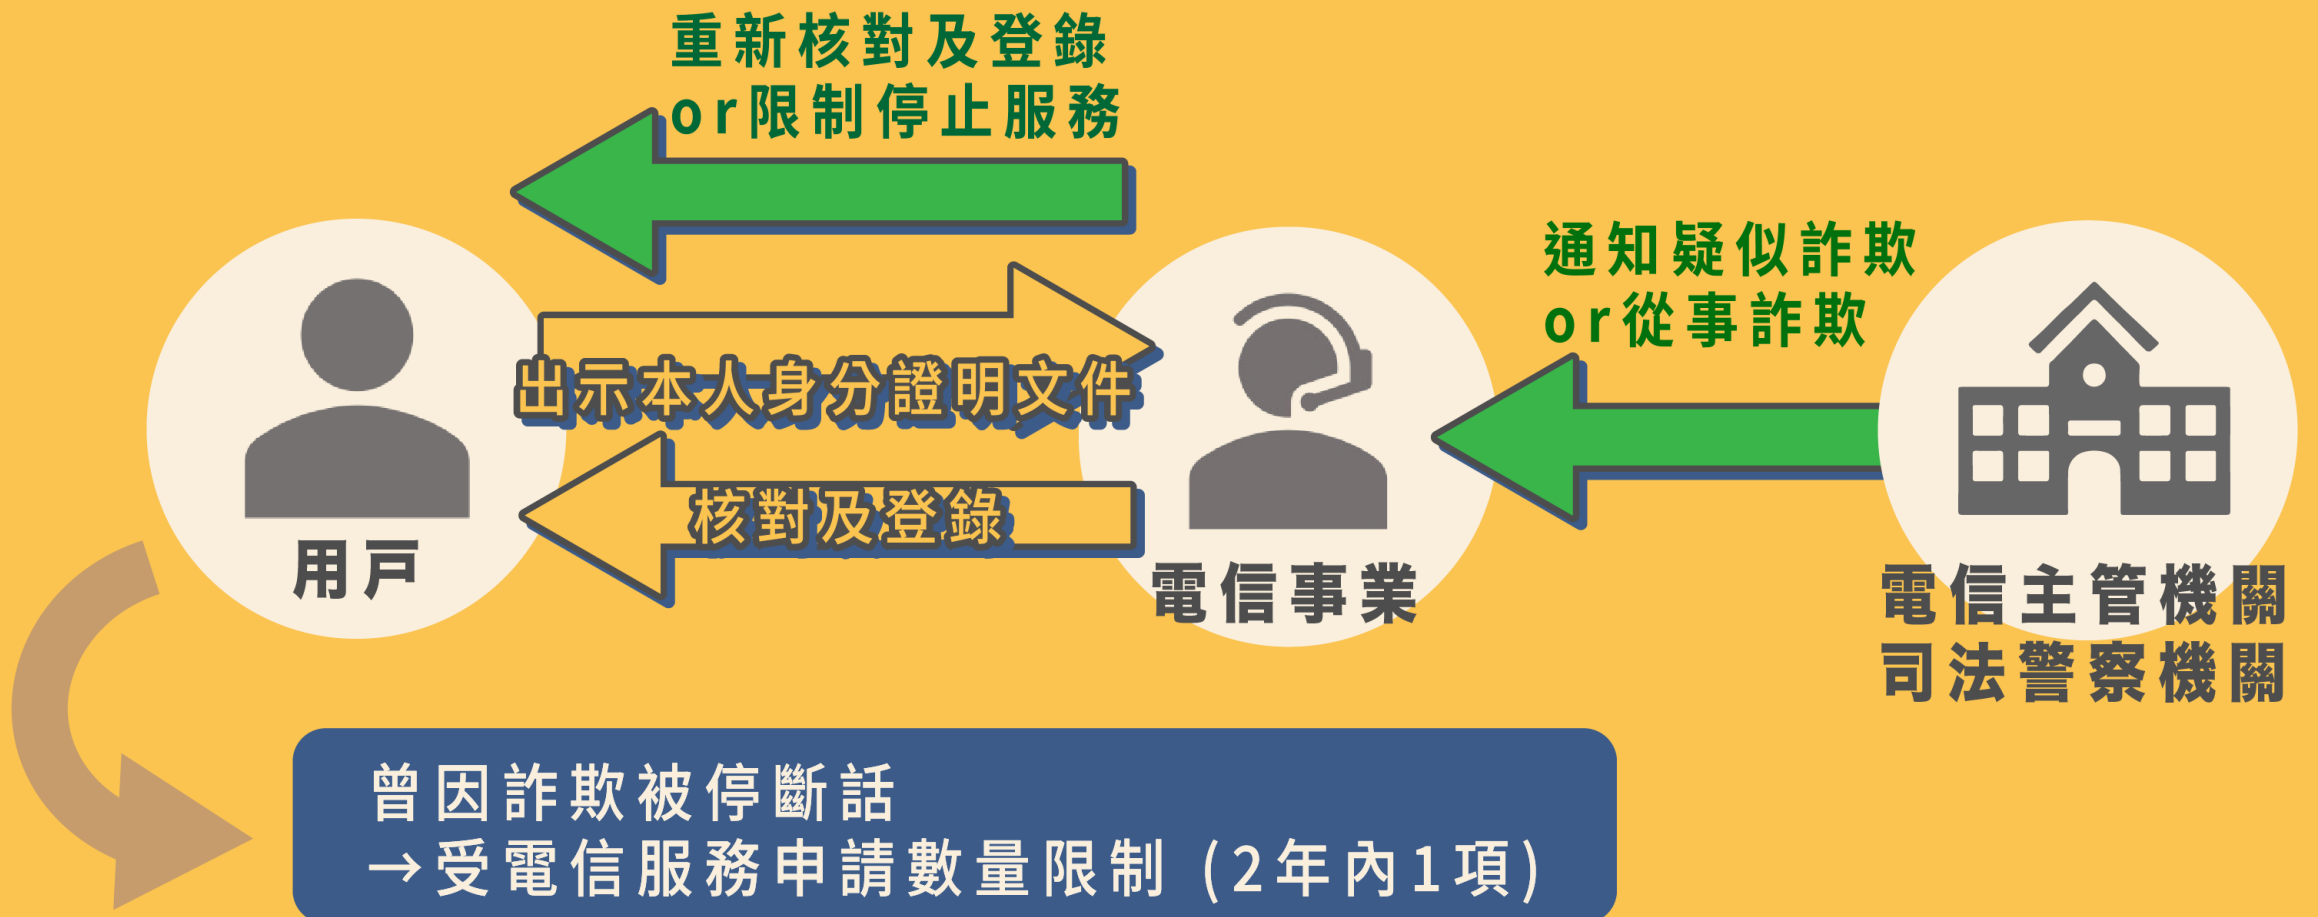 重新核對及登錄
or限制停止服務
通知疑似詐欺
or從事詐欺
出示本人身分證明文件
核對及登錄
用戶
電信事業
電信主管機關
司法警察機關
曾因詐欺被停斷話
→受電信服務申請數量限制 (2年內1項)